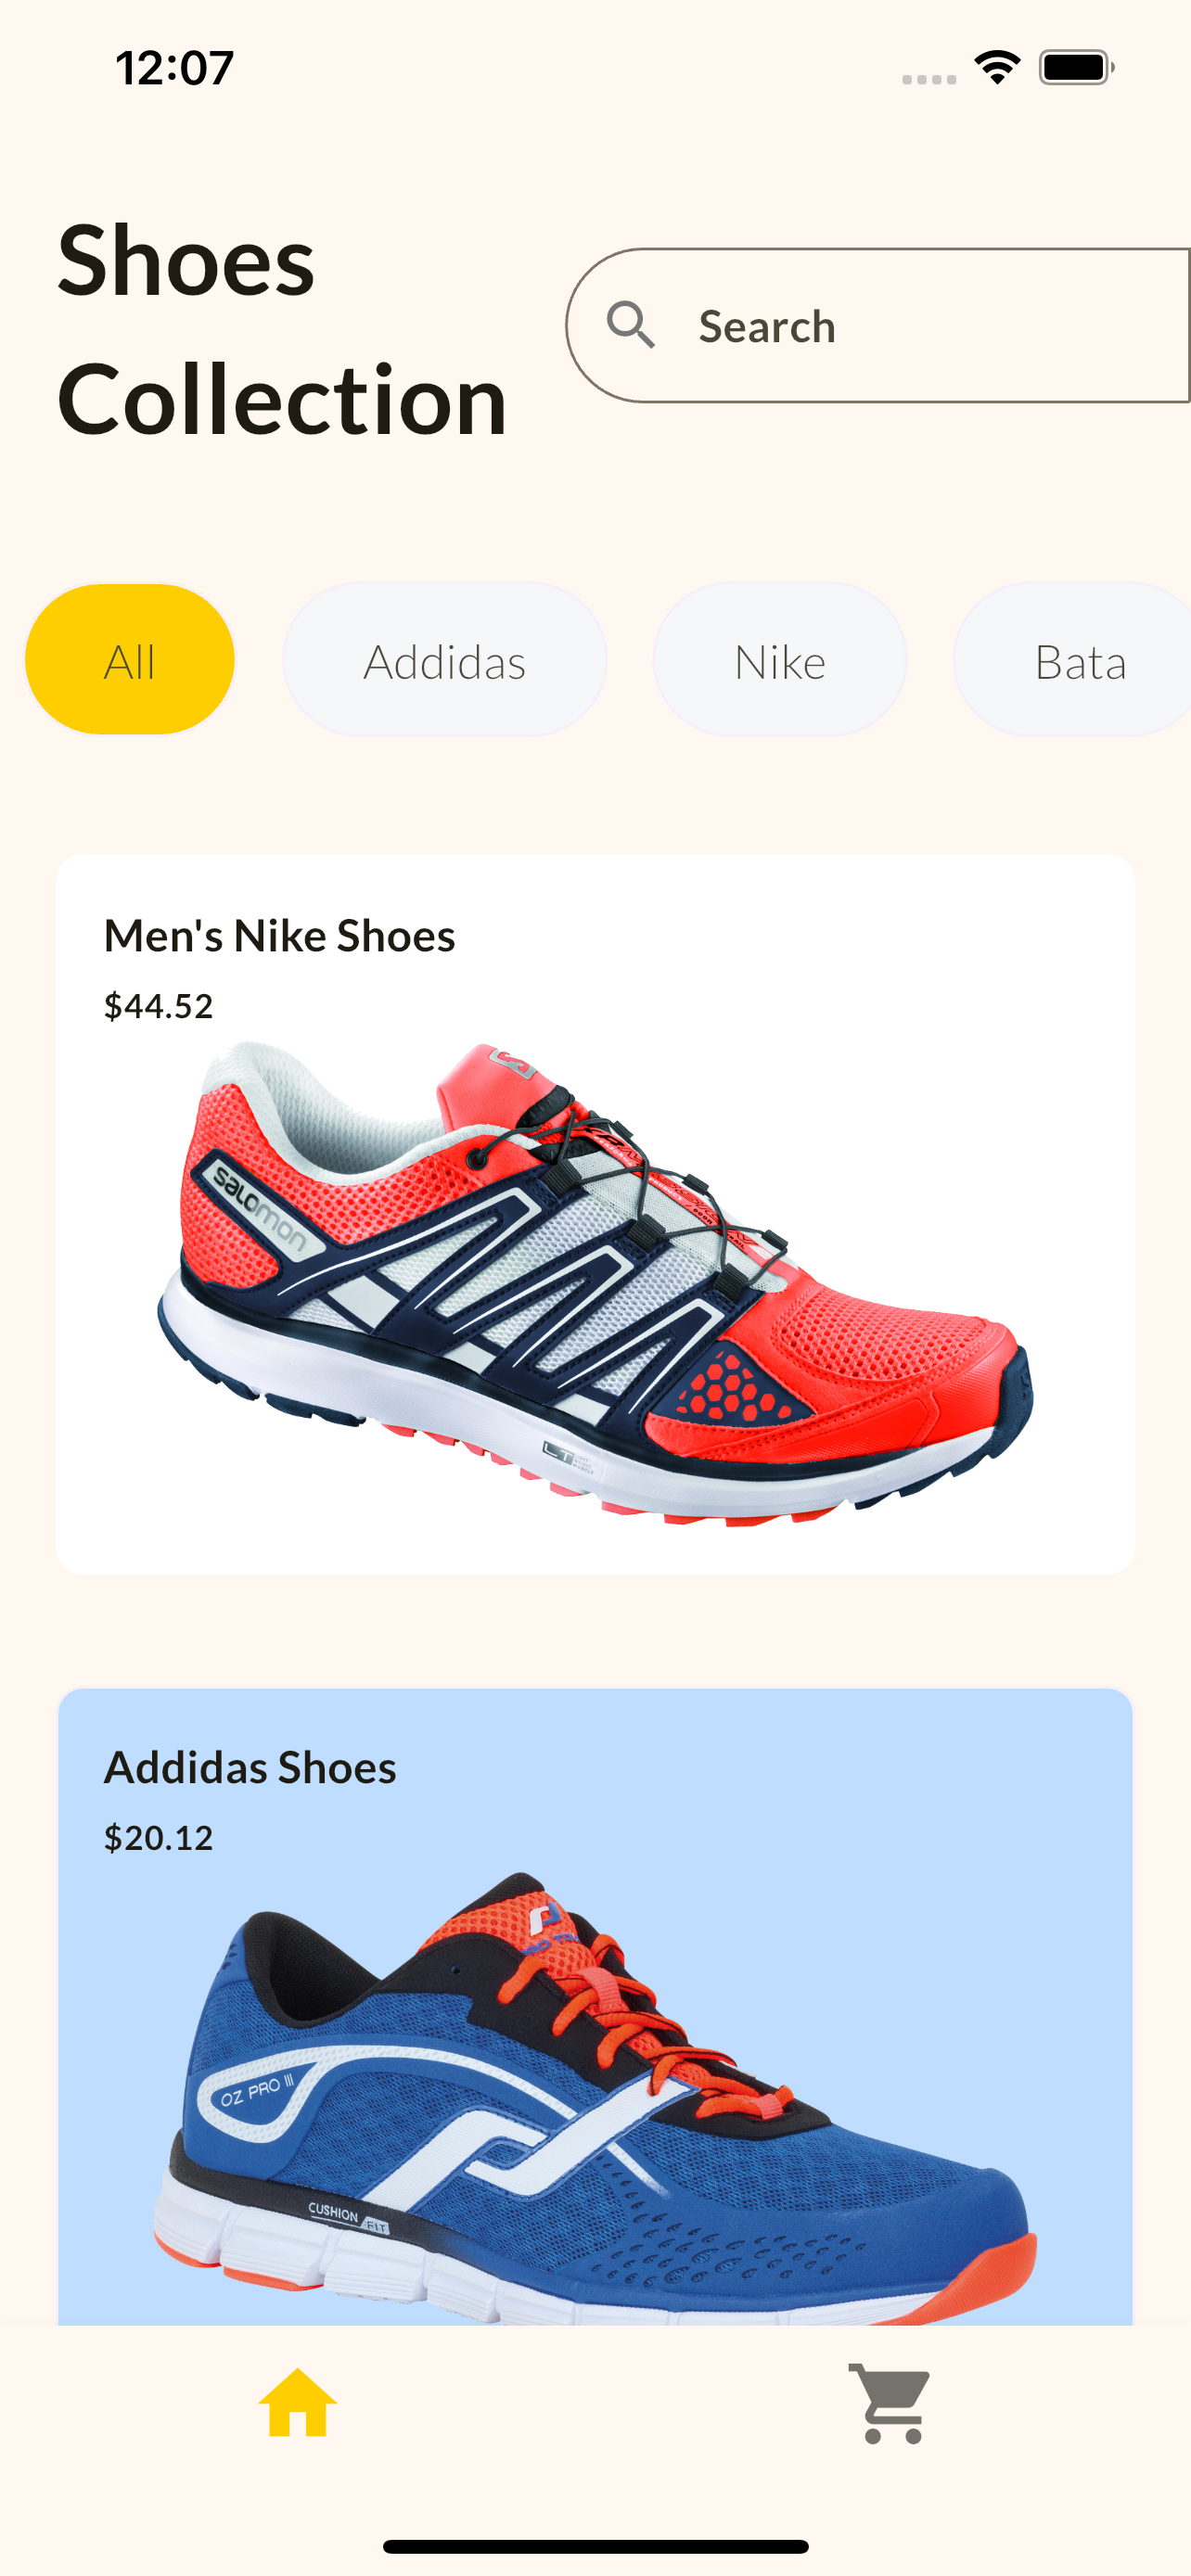 12:07
Shoes
Collection
Search
All
Addidas
Nike
Bata
Men's Nike Shoes
$44.52
salomon
LT
Addidas Shoes
$20.12
OZ PRO III
CUSHION
FIT